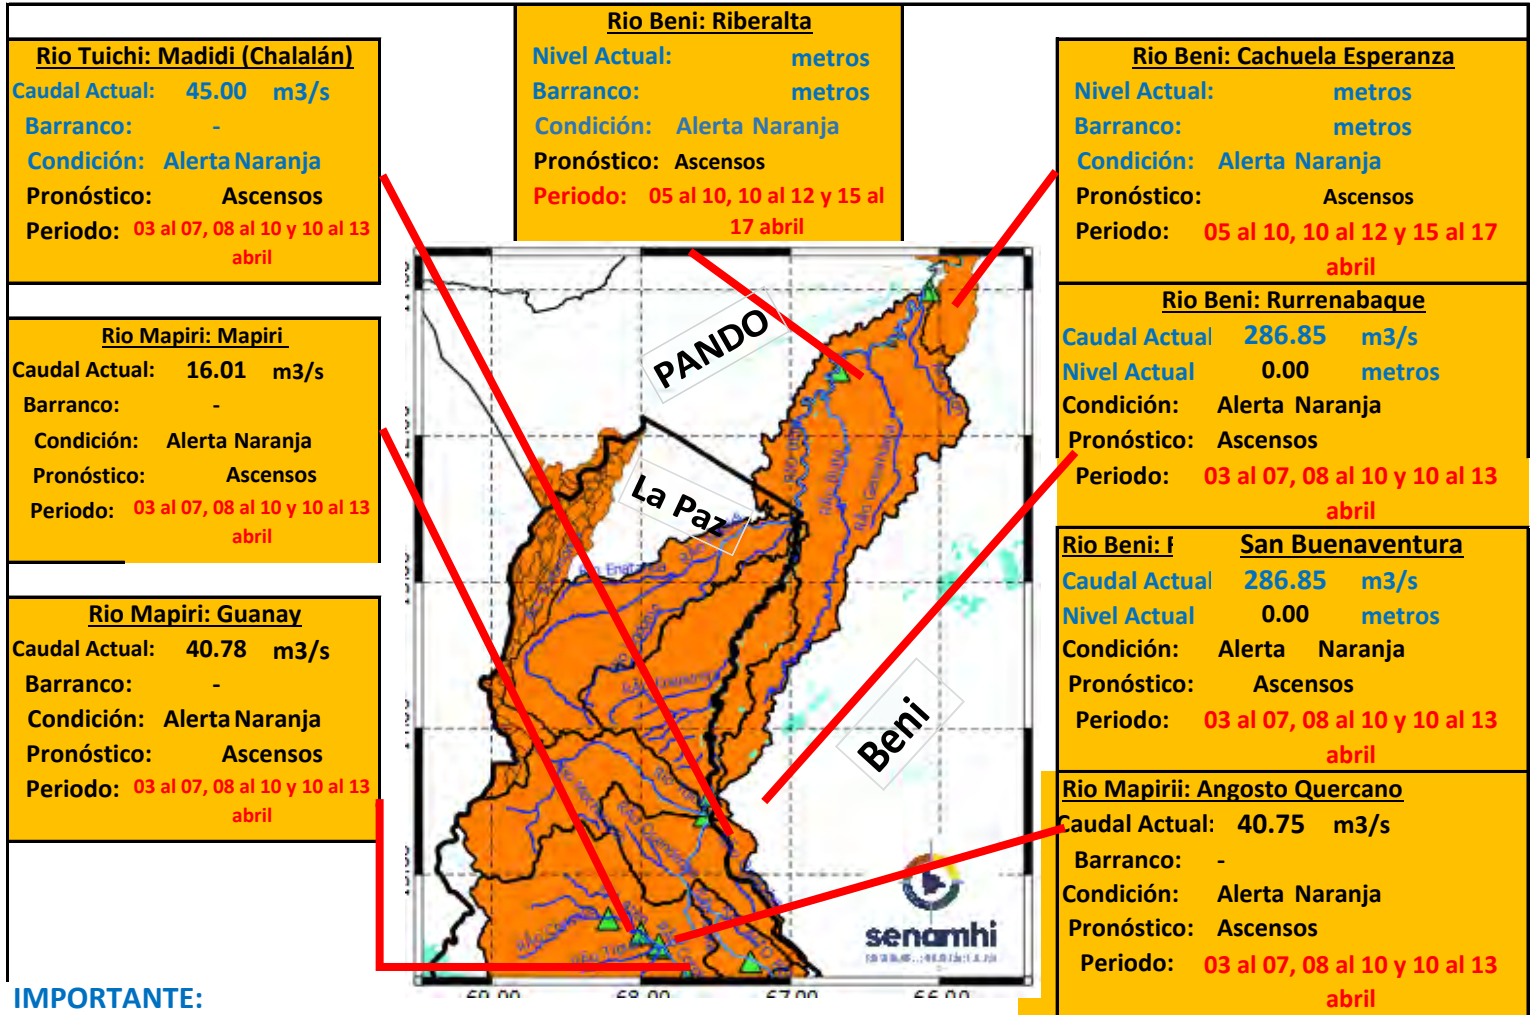 Rio Tuichi: Madidi (Chalalán)
Caudal Actual: 45.00 m3/s
Barranco: -
Condición: Alerta Naranja
Pronóstico: Ascensos
Periodo: 03 al 07, 08 al 10 y 10 al 13
abril
Rio Mapiri: Mapiri
Caudal Actual: 16.01 m3/s
Barranco: -
Condición: Alerta Naranja
Pronóstico: Ascensos
Periodo: 03 al 07, 08 al 10 y 10 al 13
abril
Rio Mapiri: Guanay
Caudal Actual: 40.78 m3/s
Barranco: -
Condición: Alerta Naranja
Pronóstico: Ascensos
Periodo: 03 al 07, 08 al 10 y 10 al 13
abril
Rio Beni: Riberalta
Nivel Actual: metros
Barranco: metros
Condición: Alerta Naranja
Pronóstico: Ascensos
Periodo: 05 al 10, 10 al 12 y 15 al
17 abril
PANDO
La Paz
Beni
senamhi
69.00 68.00 67.00 66.00
Rio Beni: Cachuela Esperanza
Nivel Actual: metros
Barranco: metros
Condición: Alerta Naranja
Pronóstico: Ascensos
Periodo: 05 al 10, 10 al 12 y 15 al 17
abril
Rio Beni: Rurrenabaque
Caudal Actual 286.85 m3/s
Nivel Actual 0.00 metros
Condición: Alerta Naranja
Pronóstico: Ascensos
Periodo: 03 al 07, 08 al 10 y 10 al 13
abril
Rio Beni: San Buenaventura
Caudal Actual 286.85 m3/s
Nivel Actual 0.00 metros
Condición: Alerta Naranja
Pronóstico: Ascensos
Periodo: 03 al 07, 08 al 10 y 10 al 13
abril
Rio Mapirii: Angosto Quercano
Caudal Actual: 40.75 m3/s
Barranco: -
Condición: Alerta Naranja
Pronóstico: Ascensos
Periodo: 03 al 07, 08 al 10 y 10 al 13
abril
IMPORTANTE: